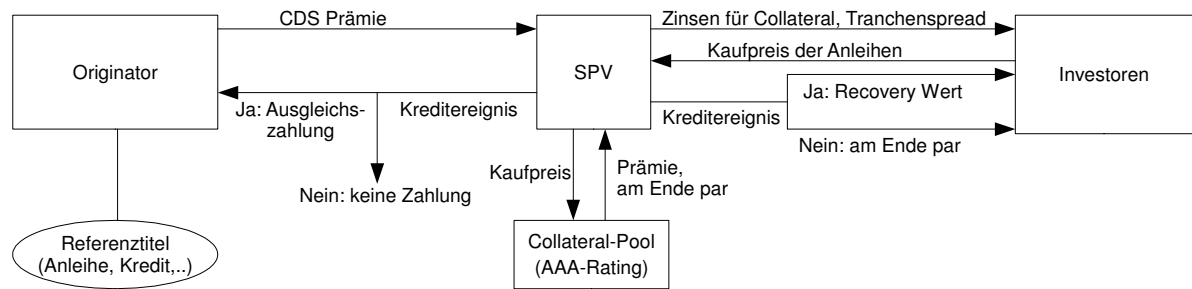 CDS Prämie
Zinsen für Collateral, Tranchenspread
Kaufpreis der Anleihen
Originator
SPV
Investoren
Ja: Ausgleichs-
zahlung
Kreditereignis
Kreditereignis
Ja: Recovery Wert
Nein: am Ende par
Nein: keine Zahlung
Kaufpreis
Prämie,
am Ende par
Referenztitel
(Anleihe, Kredit,..)
Collateral-Pool
(AAA-Rating)